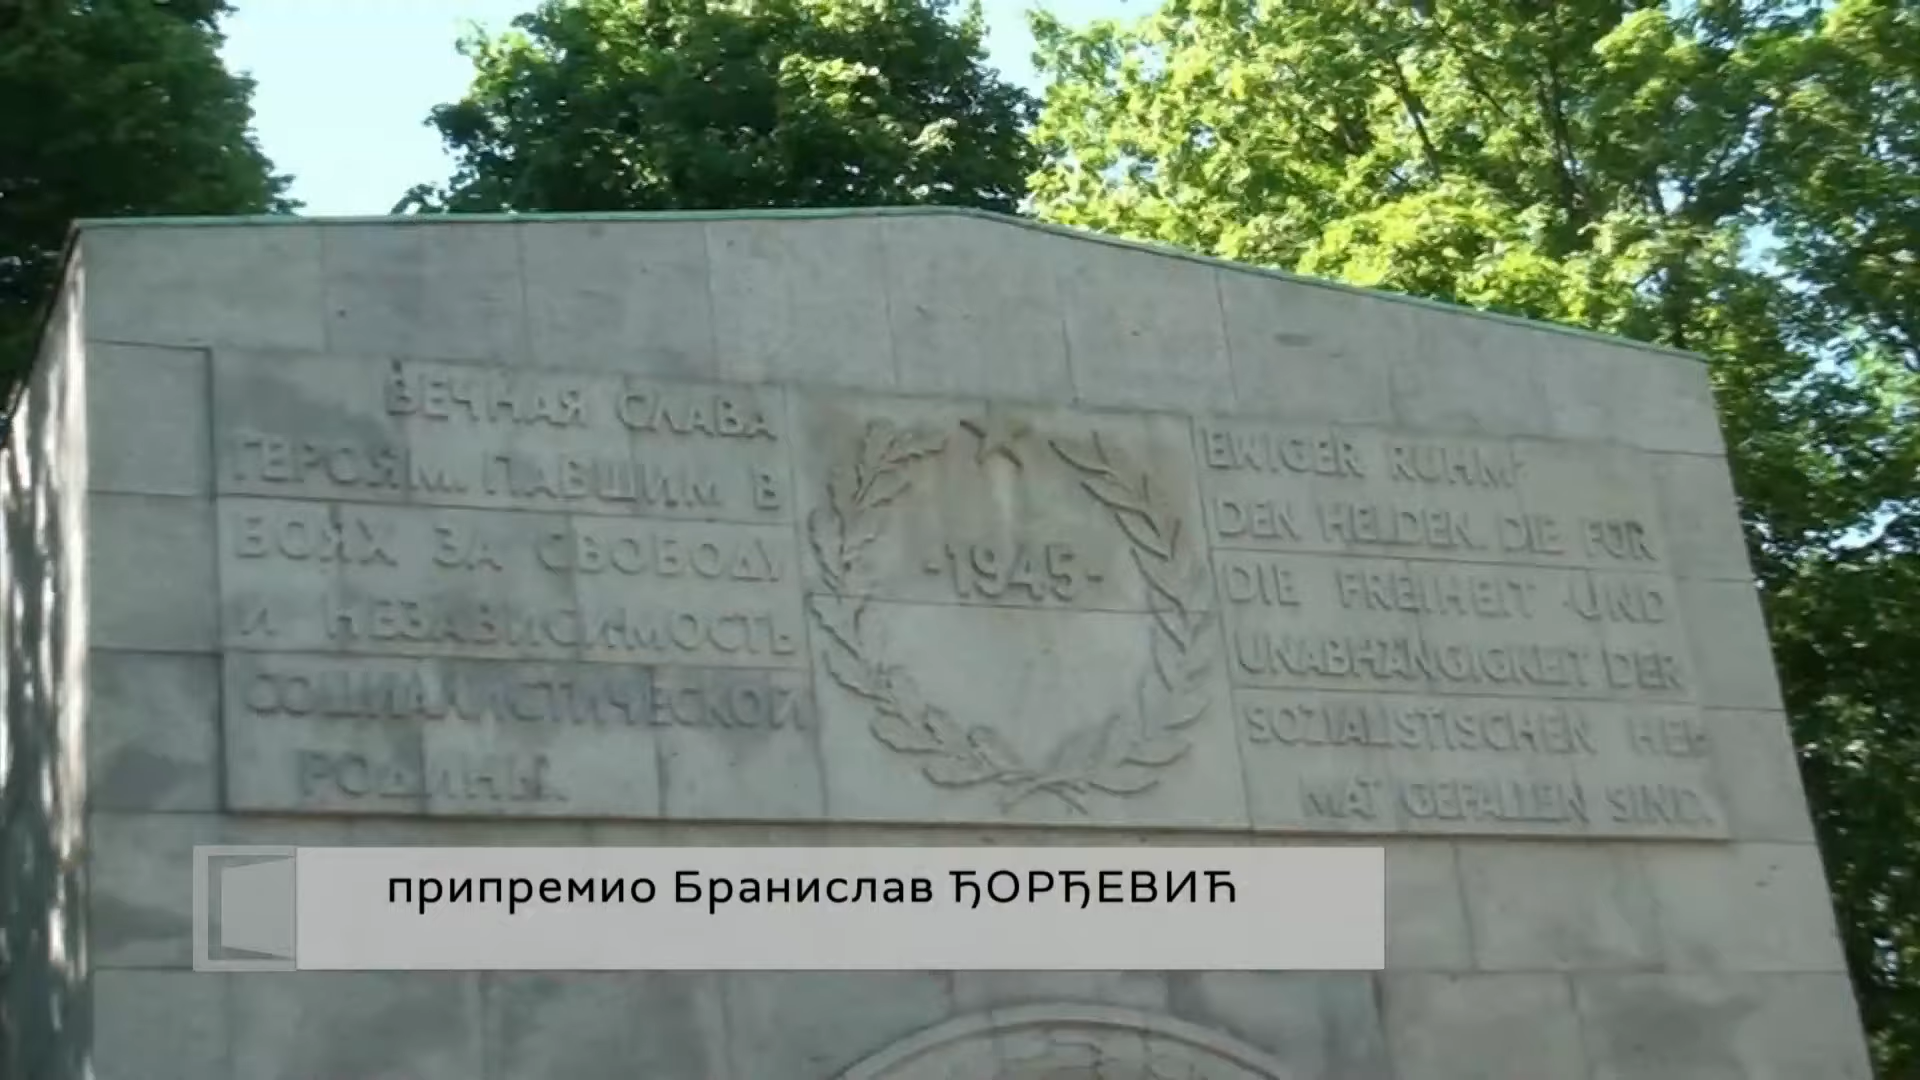 ВЕЧНАЯ СЛАВА
ГЕРОЯМ, ПАВШИМ В
БОЯХ ЗА СВОБОДУ
И НЕЗАВИСИМОСТЬ
СОЦИАЛИСТИЧЕСКОЙ
РОДИНЫ.
-1945-
EWIGER RUHM
DEN HELDEN, DIE FÜR
DIE FREIHEIT UND
UNABHÄNGIGKEIT DER
SOZIALISTISCHEN HEI-
MAT GEFALLEN SIND.
припремио Бранислав ЂОРЂЕВИЋ